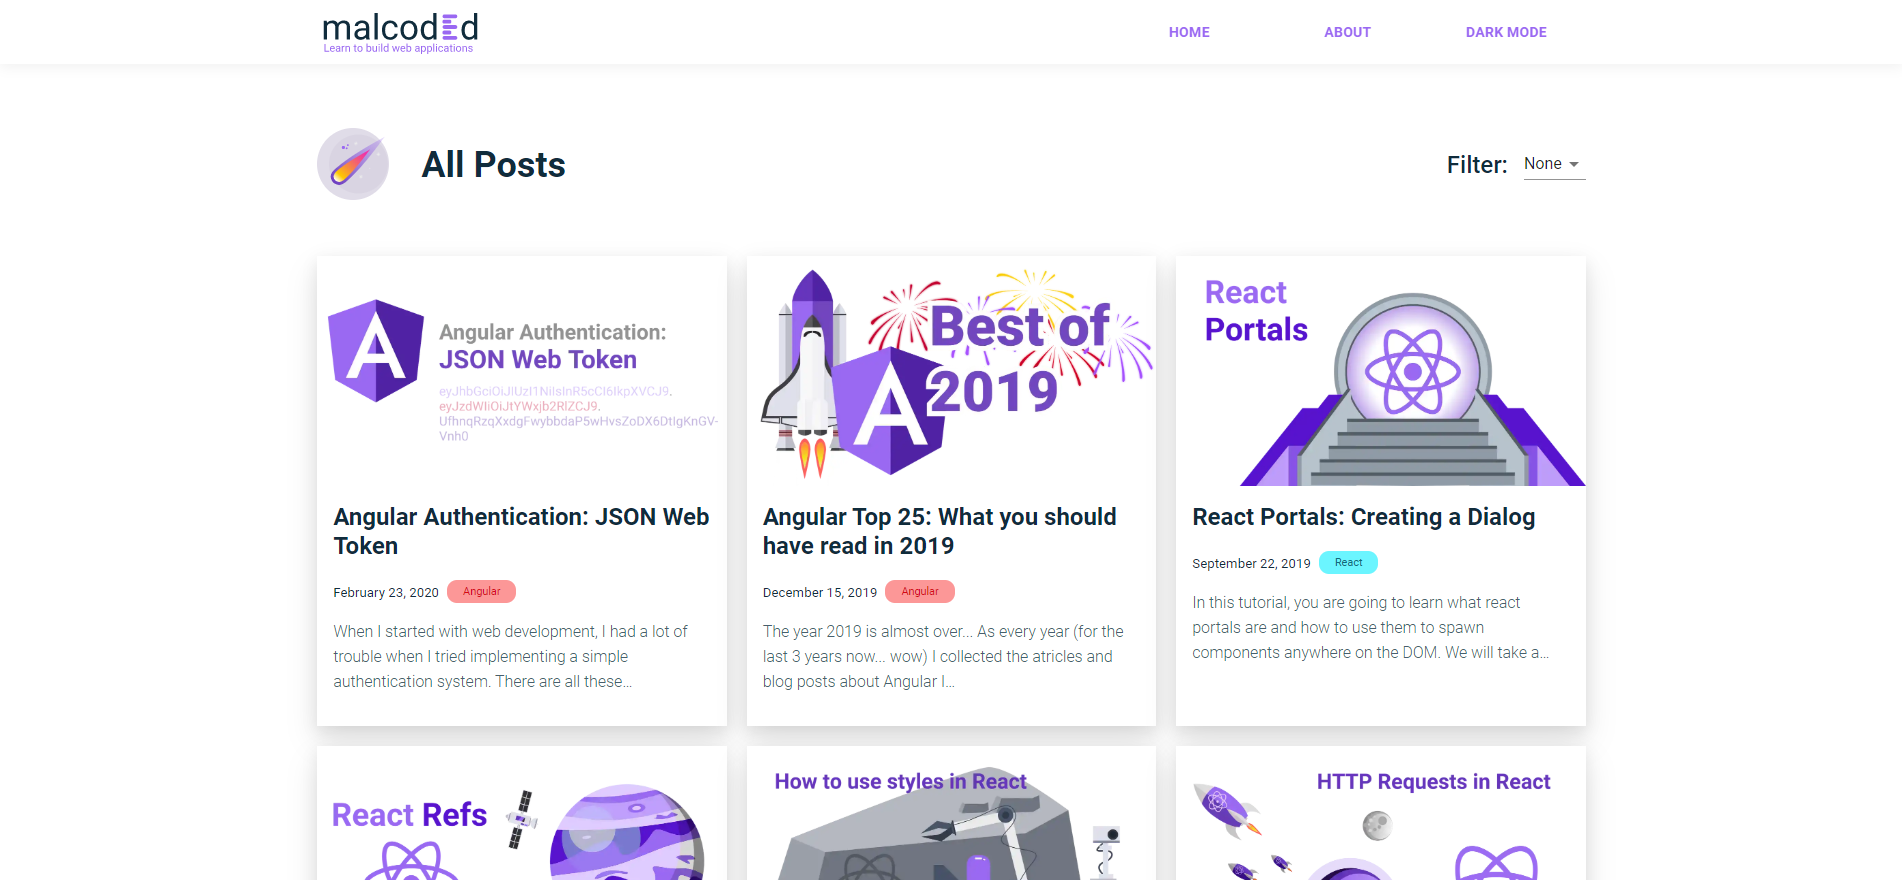 malcodEd
Learn to build web applications
HOME
ABOUT
DARK MODE
All Posts
Filter:
None
Angular Authentication:
JSON Web Token
eyJhbGciOiJIUzI1NiIsInR5cCI6IkpXVCJ9.
eyJzdWIiOiJtYWxjb2RlZCJ9.
UfhnqRzqXxdgFwybbdaP5wHvsZoDX6DtIgKnGV-
Vnh0
Angular Authentication: JSON Web
Token
February 23, 2020
Angular
When I started with web development, I had a lot of
trouble when I tried implementing a simple
authentication system. There are all these...
Best of
2019
Angular Top 25: What you should
have read in 2019
December 15, 2019
Angular
The year 2019 is almost over... As every year (for the
last 3 years now... wow) I collected the atricles and
blog posts about Angular I...
React
Portals
React Portals: Creating a Dialog
September 22, 2019
React
In this tutorial, you are going to learn what react
portals are and how to use them to spawn
components anywhere on the DOM. We will take a...
React Refs
How to use styles in React
HTTP Requests in React